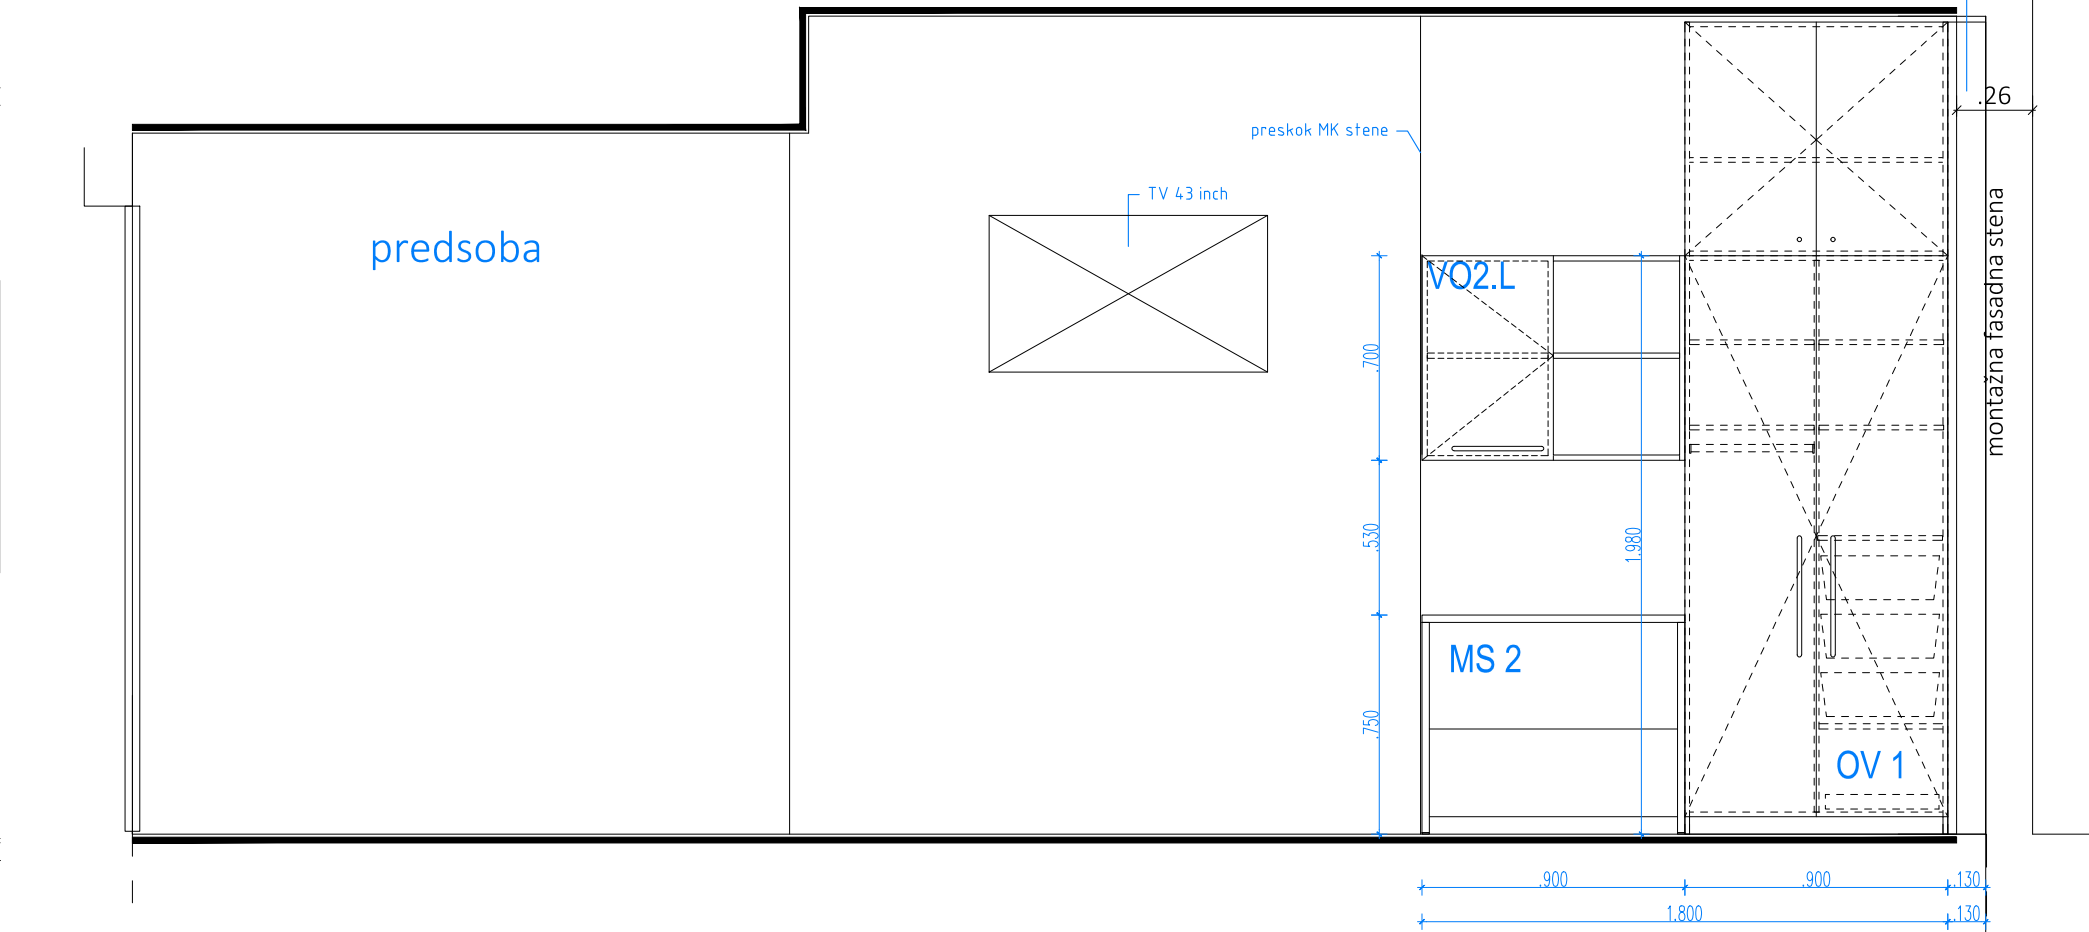 .26
preskok MK stene
TV 43 inch
predsoba
montažna fasadna stena
VO2.L
.700
.530
1.980
MS 2
.750
OV 1
.900
.900
.130
1.800
.130